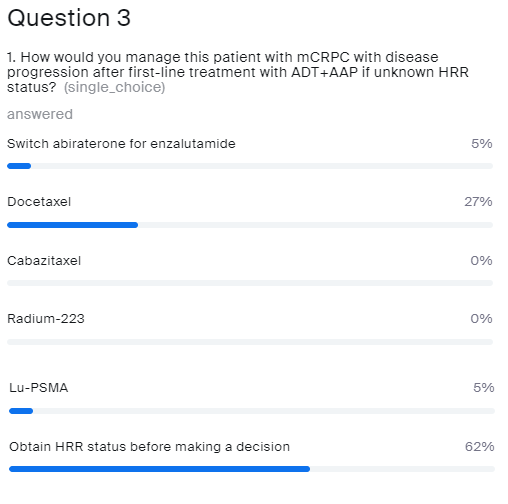 Question 3
1. How would you manage this patient with mCRPC with disease
progression after first-line treatment with ADT+AAP if unknown HRR
status? (single_choice)
answered
Switch abiraterone for enzalutamide 5%
Docetaxel 27%
Cabazitaxel 0%
Radium-223 0%
Lu-PSMA 5%
Obtain HRR status before making a decision 62%